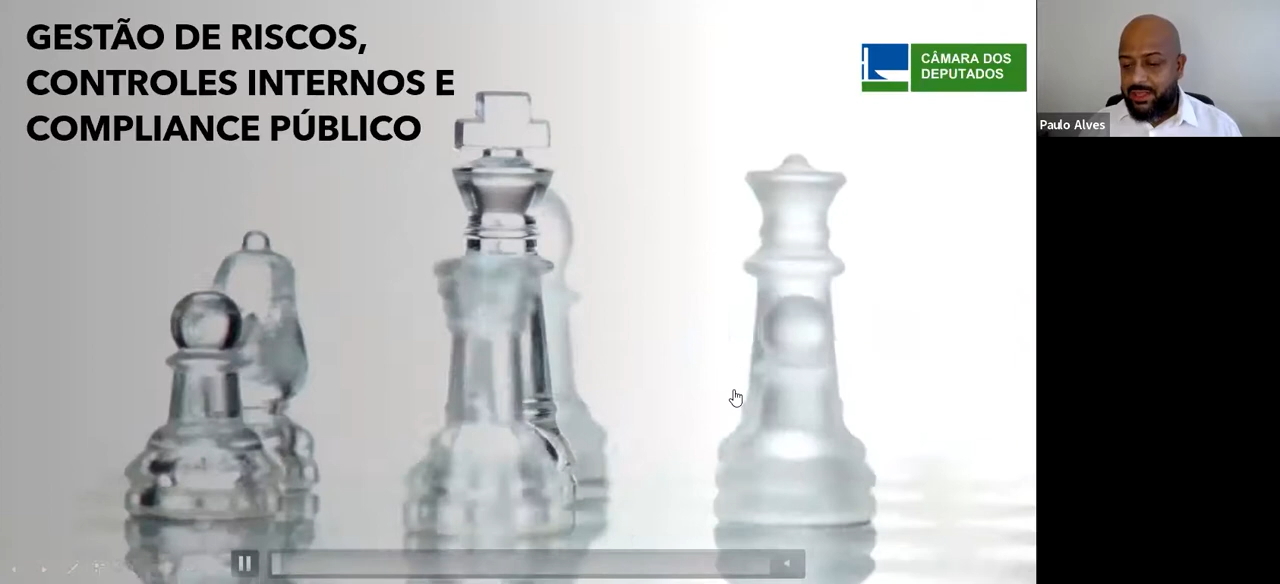 GESTÃO DE RISCOS,
CONTROLES INTERNOS E
COMPLIANCE PÚBLICO
CÂMARA DOS
DEPUTADOS
Paulo Alves